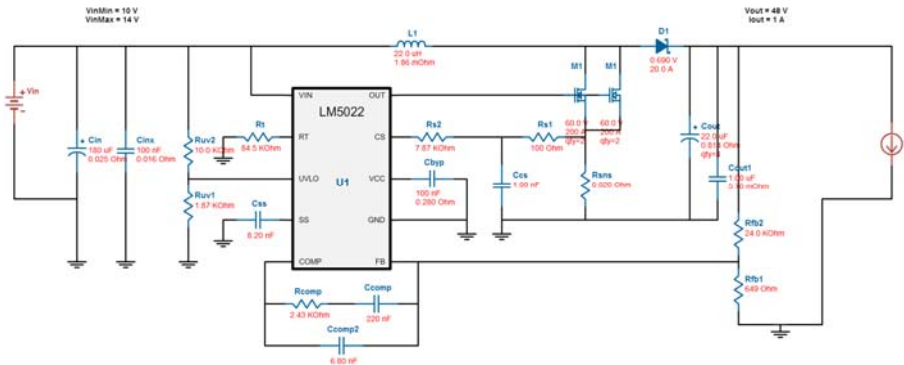 VinMin = 10 V
VinMax = 14 V
Vout = 48 V
Iout = 1 A
L1
22.0 uH
1.86 mOhm
D1
0.690 V
20.0 A
M1
M1
60.0 V
200 A
qty=2
60.0 V
200 A
qty=2
Vin
Cin
180 uF
0.025 Ohm
Cinx
100 nF
0.016 Ohm
Ruv2
10.0 KOhm
Ruv1
1.87 KOhm
Rt
84.5 KOhm
Css
8.20 nF
LM5022
U1
VIN
RT
UVLO
SS
COMP
OUT
CS
VCC
GND
FB
Rs2
7.87 KOhm
Rs1
100 Ohm
Cbyp
100 nF
0.280 Ohm
Ccs
1.00 nF
Rsns
0.020 Ohm
Cout
22.0 uF
Cout1
1.00 uF
Rfb2
24.0 KOhm
Rfb1
649 Ohm
Rcomp
2.43 KOhm
Ccomp
220 nF
Ccomp2
6.80 nF